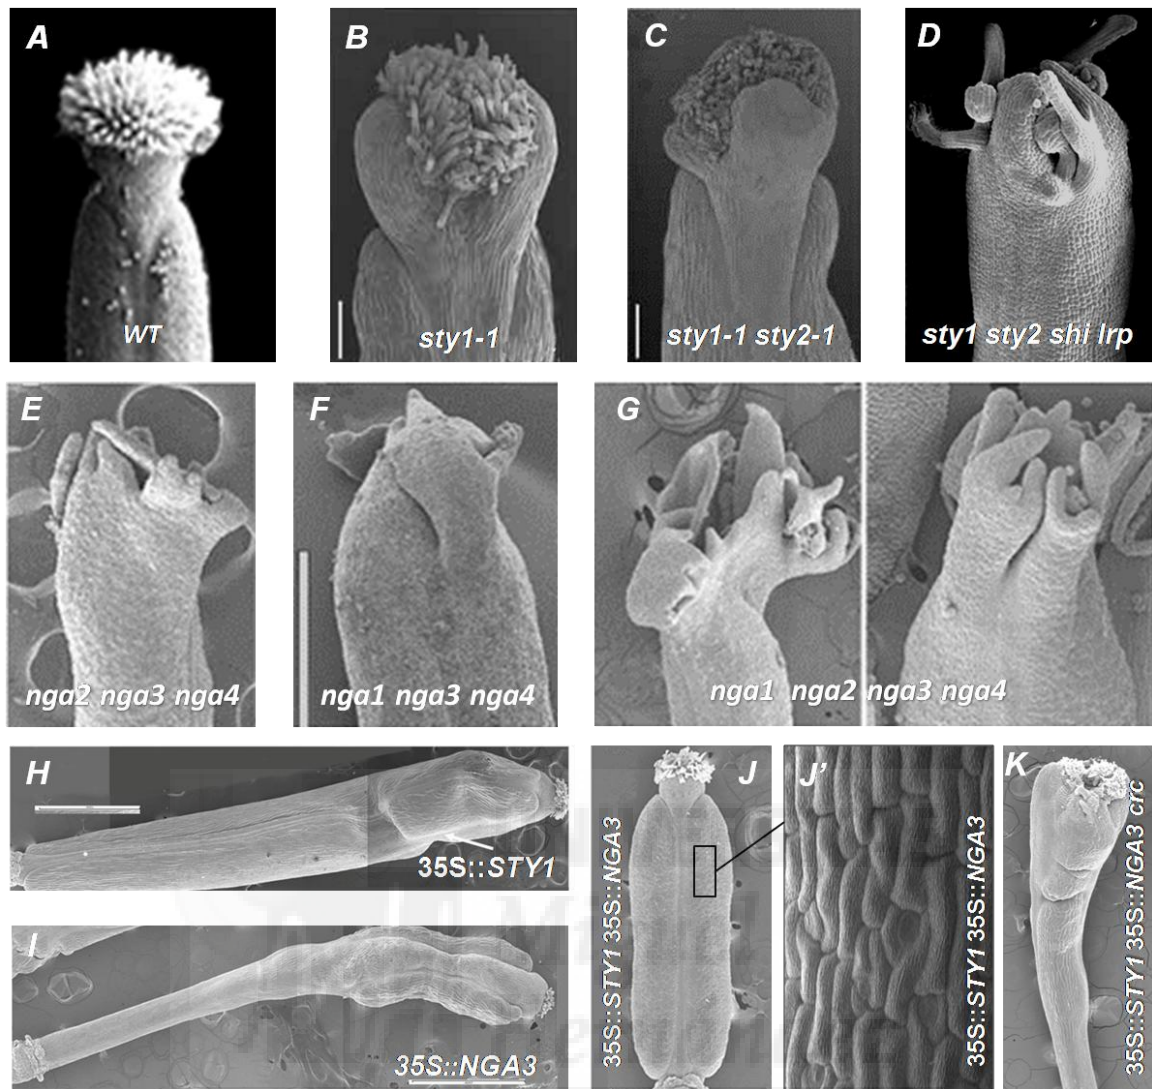 A
WT
B
sty1-1
C
sty1-1 sty2-1
D
sty1 sty2 shi lrp
E
nga2 nga3 nga4
F
nga1 nga3 nga4
G
nga1 nga2 nga3 nga4
H
35S::STY1
I
35S::NGA3
J
35S::STY1 35S::NGA3
J’
35S::STY1 35S::NGA3
K
35S::STY1 35S::NGA3 crc